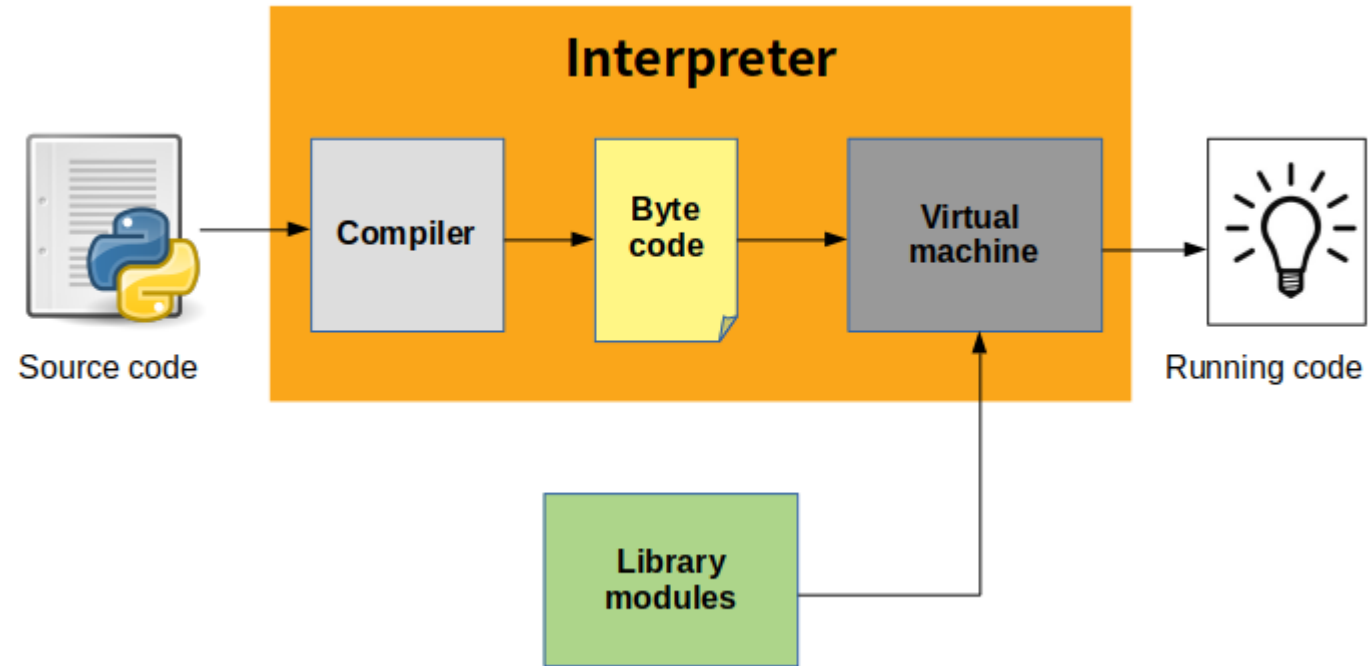 Interpreter
Compiler
Byte
code
Virtual
machine
Source code
Running code
Library
modules